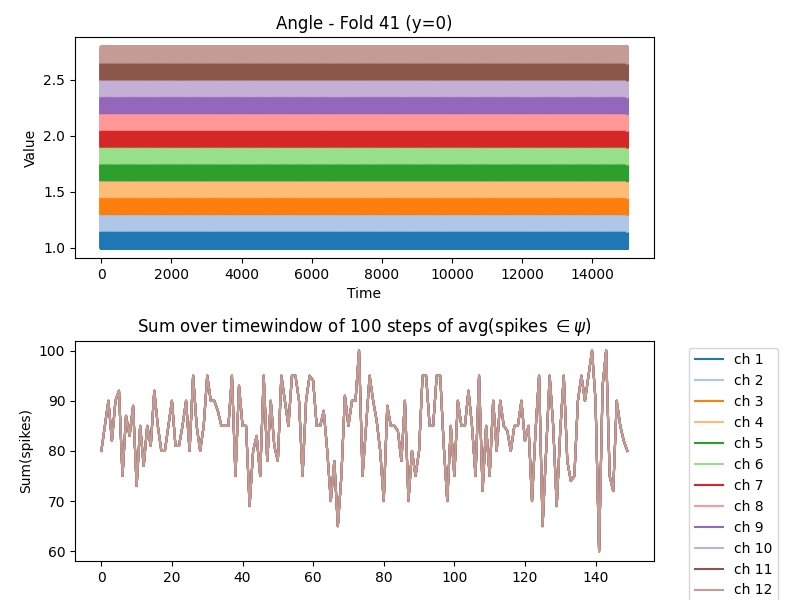 Angle - Fold 41 (y=0)
Value
2.5
2.0
1.5
1.0
0
2000
4000
6000
8000
10000
12000
14000
Time
Sum over timewindow of 100 steps of avg(spikes ∈ ψ)
Sum(spikes)
100
90
80
70
60
0
20
40
60
80
100
120
140
ch 1
ch 2
ch 3
ch 4
ch 5
ch 6
ch 7
ch 8
ch 9
ch 10
ch 11
ch 12